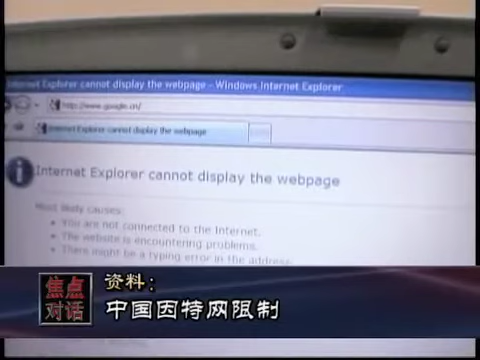 Internet Explorer cannot display the webpage - Windows Internet Explorer
http://www.google.cn/
Internet Explorer cannot display the webpage
Internet Explorer cannot display the webpage
Most likely causes:
You are not connected to the Internet.
The website is encountering problems.
There might be a typing error in the address.
焦点
对话
资料:
中国因特网限制